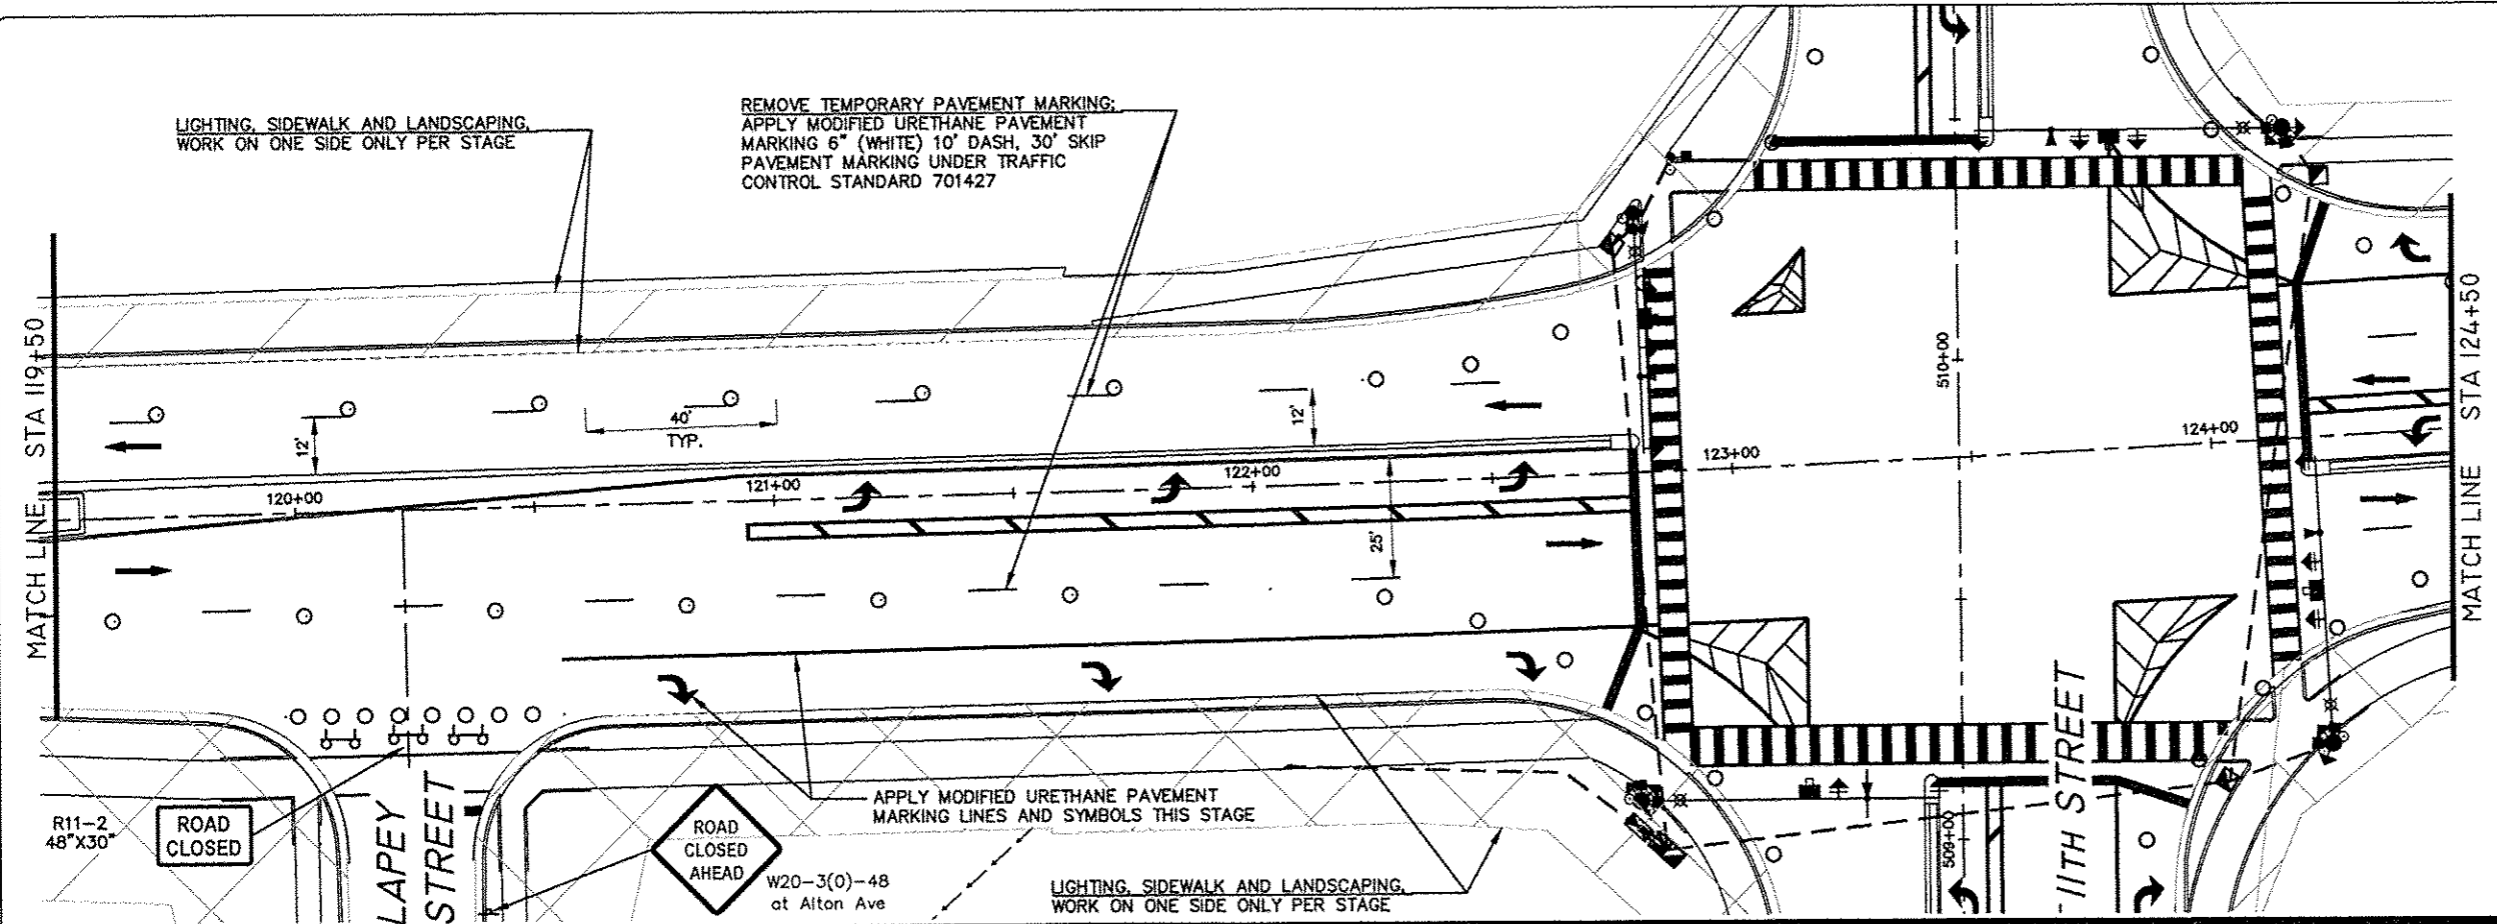 LIGHTING, SIDEWALK AND LANDSCAPING,
WORK ON ONE SIDE ONLY PER STAGE
REMOVE TEMPORARY PAVEMENT MARKING;
APPLY MODIFIED URETHANE PAVEMENT
MARKING 6" (WHITE) 10' DASH, 30' SKIP
PAVEMENT MARKING UNDER TRAFFIC
CONTROL STANDARD 701427
MATCH LINE STA 119+50
12'
40'
TYP.
12'
25'
120+00
121+00
122+00
123+00
124+00
510+00
509+00
MATCH LINE STA 124+50
R11-2
48"X30"
ROAD
CLOSED
LAPEY
STREET
ROAD
CLOSED
AHEAD
W20-3(O)-48
at Alton Ave
APPLY MODIFIED URETHANE PAVEMENT
MARKING LINES AND SYMBOLS THIS STAGE
LIGHTING, SIDEWALK AND LANDSCAPING,
WORK ON ONE SIDE ONLY PER STAGE
11TH STREET